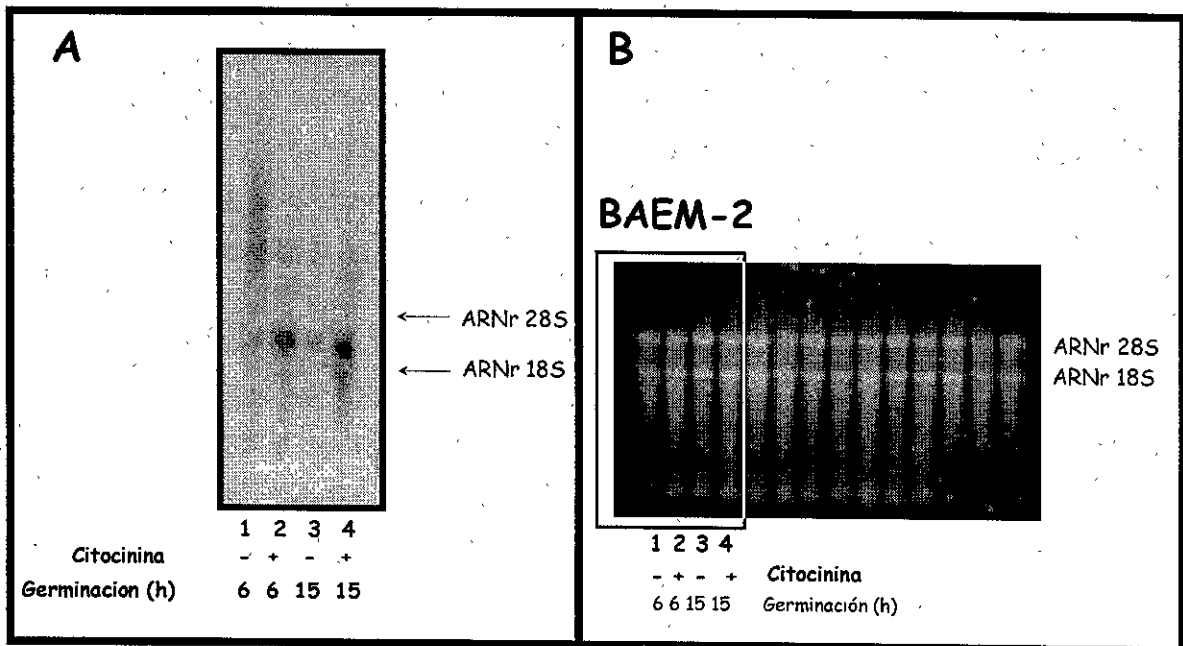 A
ARNr 28S
ARNr 18S
1 2 3 4
Citocinina - + - +
Germinacion (h) 6 6 15 15
B
BAEM-2
ARNr 28S
ARNr 18S
1 2 3 4
- + - + Citocinina
6 6 15 15 Germinación (h)